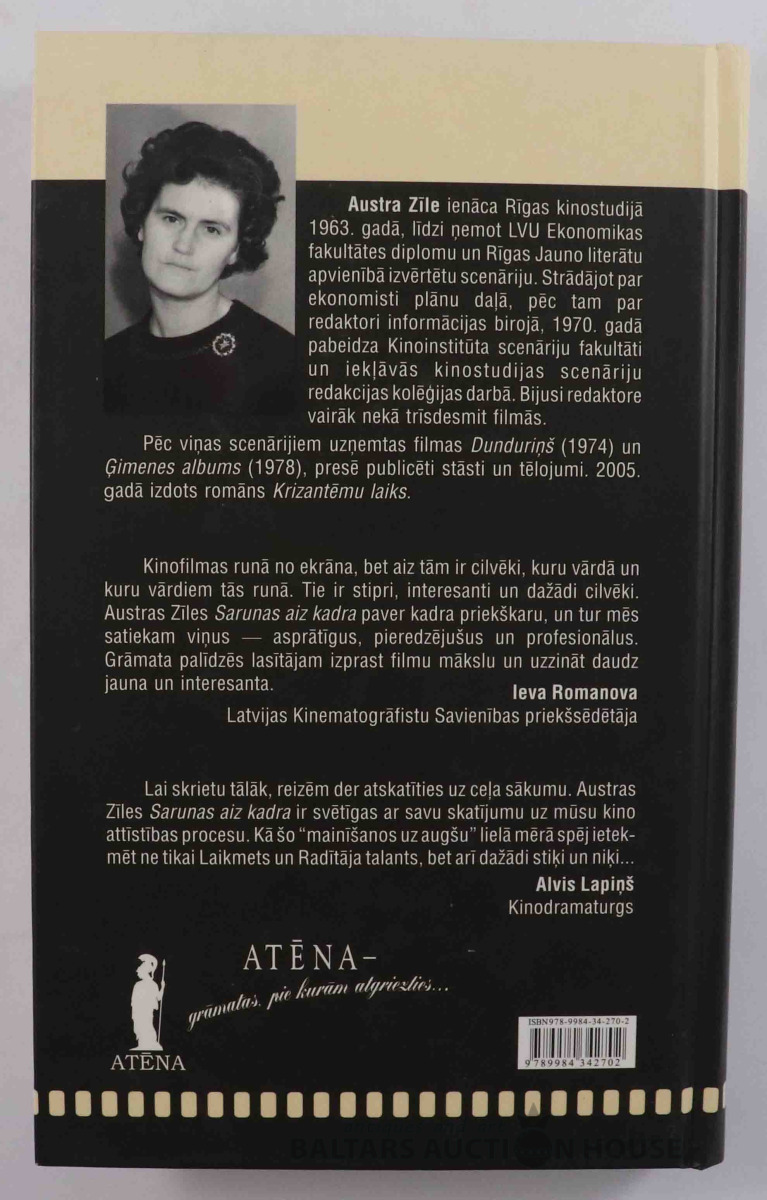 Austra Zīle ienāca Rīgas kinostudijā
1963. gadā, līdzi ņemot LVU Ekonomikas
fakultātes diplomu un Rīgas Jauno literātu
apvienībā izvērtētu scenāriju. Strādājot par
ekonomisti plānu daļā, pēc tam par
redaktori informācijas birojā, 1970. gadā
pabeidza Kinoinstitūta scenāriju fakultāti
un iekļāvās kinostudijas scenāriju
redakcijas kolēģijas darbā. Bijusi redaktore
vairāk nekā trīsdesmit filmās.
Pēc viņas scenārijiem uzņemtas filmas Dunduriņš (1974) un
Ģimenes albums (1978), presē publicēti stāsti un tēlojumi. 2005.
gadā izdots romāns Krizantēmu laiks.
Kinofilmas runā no ekrāna, bet aiz tām ir cilvēki, kuru vārdā un
kuru vārdiem tās runā. Tie ir stipri, interesanti un dažādi cilvēki.
Austras Zīles Sarunas aiz kadra paver kadra priekškaru, un tur mēs
satiekam viņus — asprātīgus, pieredzējušus un profesionālus.
Grāmata palīdzēs lasītājam izprast filmu mākslu un uzzināt daudz
jauna un interesanta.
Ieva Romanova
Latvijas Kinematogrāfistu Savienības priekšsēdētāja
Lai skrietu tālāk, reizēm der atskatīties uz ceļa sākumu. Austras
Zīles Sarunas aiz kadra ir svētīgas ar savu skatījumu uz mūsu kino
attīstības procesu. Kā šo “mainīšanos uz augšu” lielā mērā spēj ietek-
mēt ne tikai Laikmets un Radītāja talants, bet arī dažādi stiķi un niķi...
Alvis Lapiņš
Kinodramaturgs
ATĒNA–
grāmatas, pie kurām atgriezties...
ATĒNA
ISBN 978-9984-34-270-2
9 789984 342702
BALTARS AUCTION HOUSE